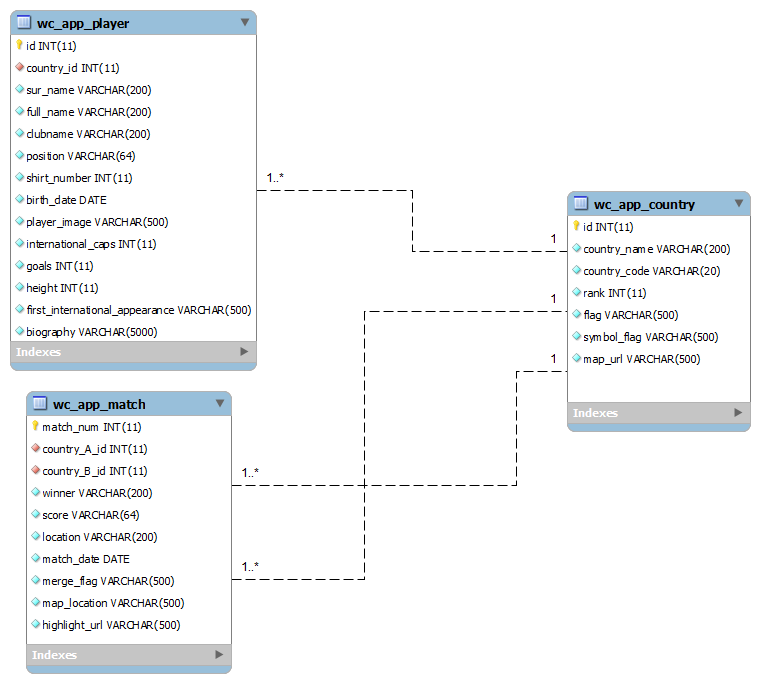 wc_app_player
id INT(11)
country_id INT(11)
sur_name VARCHAR(200)
full_name VARCHAR(200)
clubname VARCHAR(200)
position VARCHAR(64)
shirt_number INT(11)
birth_date DATE
player_image VARCHAR(500)
international_caps INT(11)
goals INT(11)
height INT(11)
first_international_appearance VARCHAR(500)
biography VARCHAR(5000)
Indexes
1..*
1
wc_app_country
id INT(11)
country_name VARCHAR(200)
country_code VARCHAR(20)
rank INT(11)
flag VARCHAR(500)
symbol_flag VARCHAR(500)
map_url VARCHAR(500)
Indexes
1
1
wc_app_match
match_num INT(11)
country_A_id INT(11)
country_B_id INT(11)
winner VARCHAR(200)
score VARCHAR(64)
location VARCHAR(200)
match_date DATE
merge_flag VARCHAR(500)
map_location VARCHAR(500)
highlight_url VARCHAR(500)
Indexes
1..*
1..*